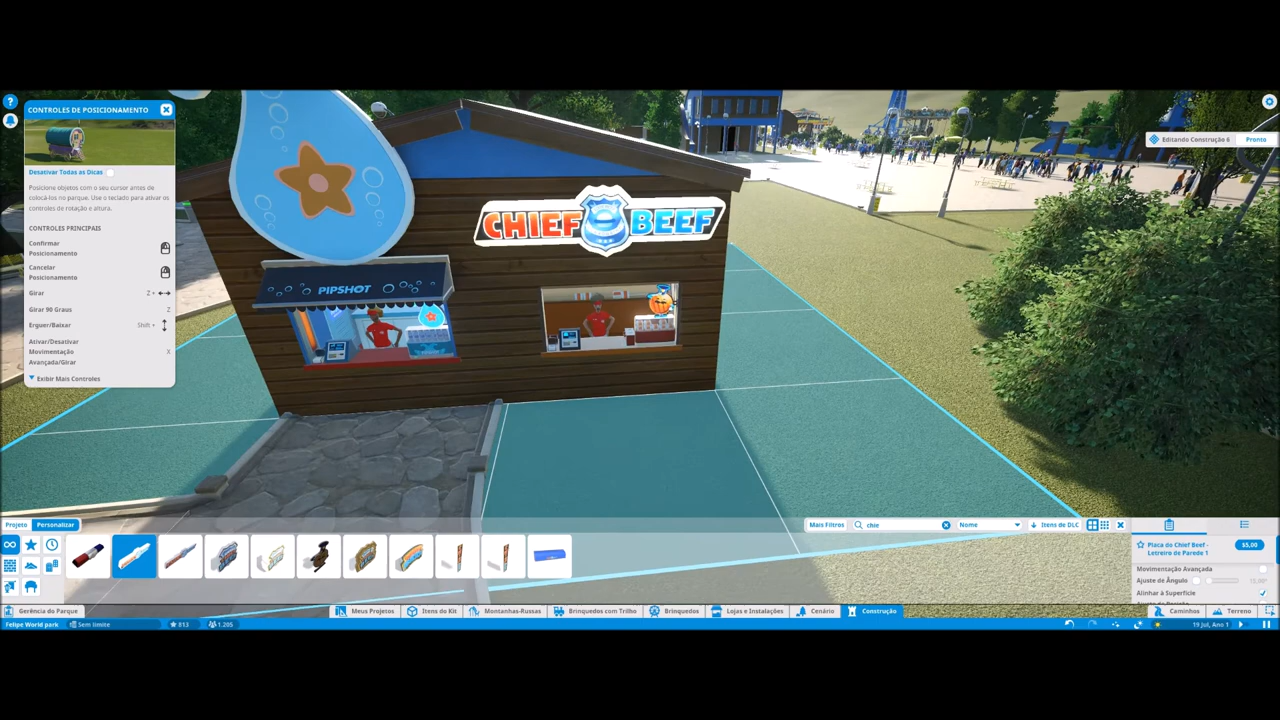 CONTROLES DE POSICIONAMENTO
Desativar Todas as Dicas
Posicione objetos com o seu cursor antes de
colocá-los no parque. Use o teclado para ativar os
controles de rotação e altura.
CONTROLES PRINCIPAIS
Confirmar
Posicionamento
Cancelar
Posicionamento
Girar
Z +
Girar 90 Graus
Z
Erguer/Baixar
Shift +
Ativar/Desativar
Movimentação
Avançada/Girar
X
Exibir Mais Controles
CHIEF BEEF
PIPSHOT
Editando Construção 6
Pronto
Projeto
Personalizar
Mais Filtros
chie
Nome
Itens de DLC
Placa do Chief Beef -
Letreiro de Parede 1
$5,00
Movimentação Avançada
Ajuste de Ângulo
Alinhar à Superfície
Gerência do Parque
Meus Projetos
Itens do Kit
Montanhas-Russas
Brinquedos com Trilho
Brinquedos
Lojas e Instalações
Cenário
Construção
Caminhos
Terreno
Felipe World park
Sem limite
813
1.205
19 Jul, Ano 1